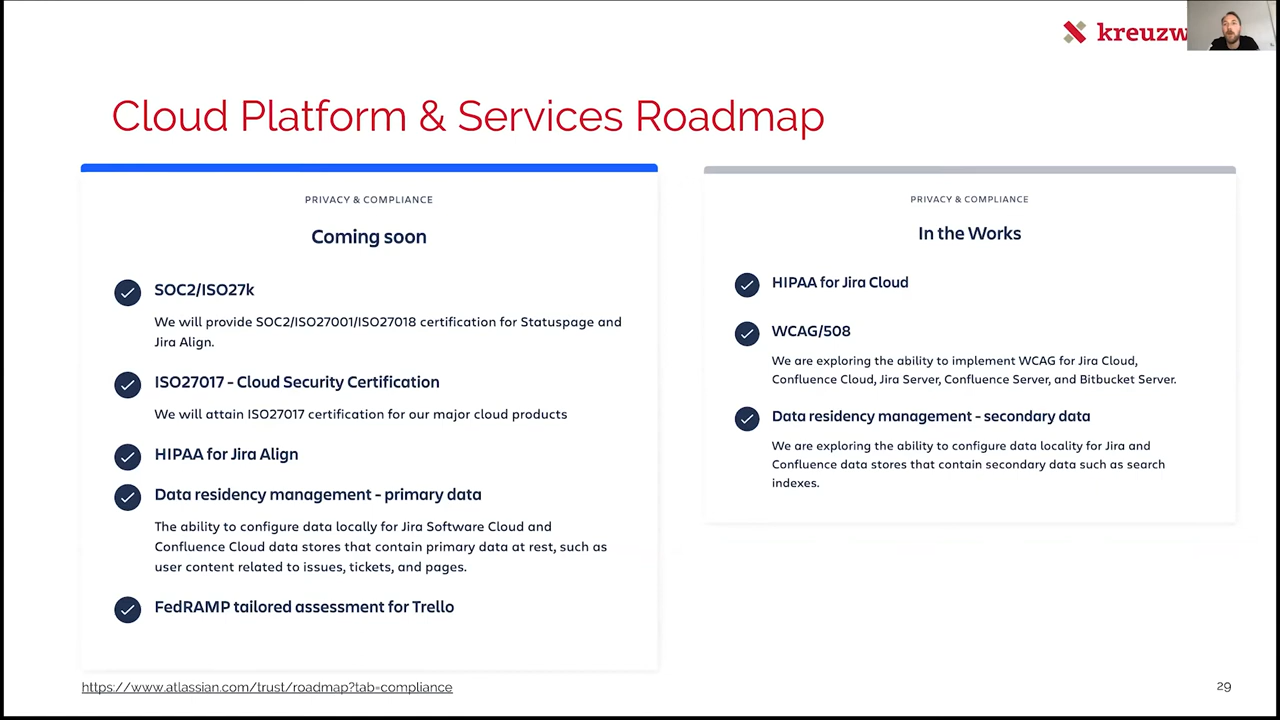 kreuzw
Cloud Platform & Services Roadmap
PRIVACY & COMPLIANCE
Coming soon
SOC2/ISO27k
We will provide SOC2/ISO27001/ISO27018 certification for Statuspage and
Jira Align.
ISO27017 - Cloud Security Certification
We will attain ISO27017 certification for our major cloud products
HIPAA for Jira Align
Data residency management - primary data
The ability to configure data locally for Jira Software Cloud and
Confluence Cloud data stores that contain primary data at rest, such as
user content related to issues, tickets, and pages.
FedRAMP tailored assessment for Trello
PRIVACY & COMPLIANCE
In the Works
HIPAA for Jira Cloud
WCAG/508
We are exploring the ability to implement WCAG for Jira Cloud,
Confluence Cloud, Jira Server, Confluence Server, and Bitbucket Server.
Data residency management - secondary data
We are exploring the ability to configure data locality for Jira and
Confluence data stores that contain secondary data such as search
indexes.
https://www.atlassian.com/trust/roadmap?tab=compliance
29